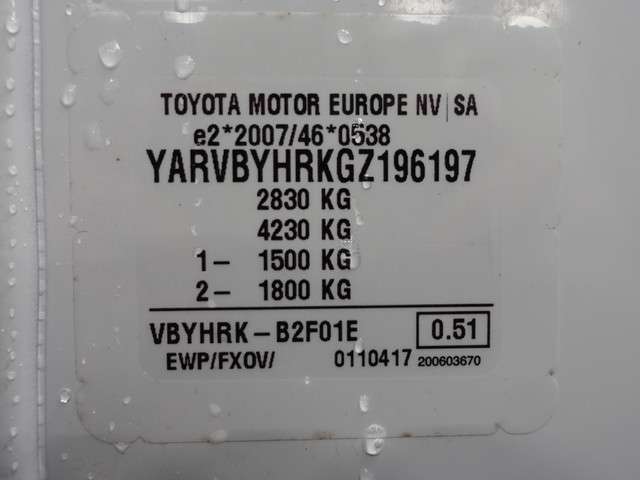 TOYOTA MOTOR EUROPE NV|SA
e2*2007/46*0538
YARVBYHRKGZ196197
2830 KG
4230 KG
1- 1500 KG
2- 1800 KG
VBYHRK-B2F01E 0.51
EWP/FXOV/ 0110417 200603670